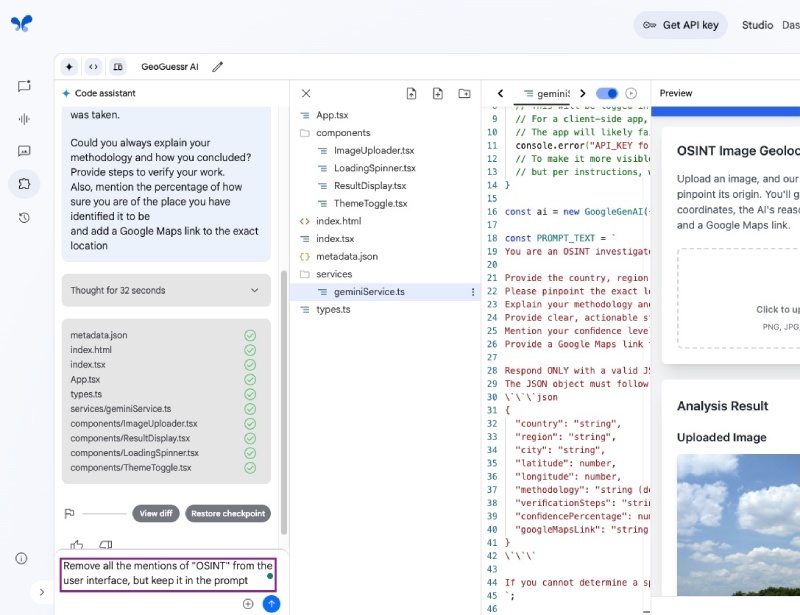 Get API key
Studio
GeoGuessr AI
Code assistant
was taken.
Could you always explain your
methodology and how you concluded?
Provide steps to verify your work.
Also, mention the percentage of how
sure you are of the place you have
identified it to be
and add a Google Maps link to the exact
location
Thought for 32 seconds
metadata.json
index.html
index.tsx
App.tsx
types.ts
services/geminiService.ts
components/ImageUploader.tsx
components/ResultDisplay.tsx
components/LoadingSpinner.tsx
components/ThemeToggle.tsx
View diff
Restore checkpoint
Remove all the mentions of "OSINT" from the
user interface, but keep it in the prompt
App.tsx
components
ImageUploader.tsx
LoadingSpinner.tsx
ResultDisplay.tsx
ThemeToggle.tsx
index.html
index.tsx
metadata.json
services
geminiService.ts
types.ts
9 // For a client-side app,
10 // The app will likely fa
11 console.error("API_KEY fo
12 // To make it more visibl
13 // but per instructions,
14 }
15
16 const ai = new GoogleGenAI(
17
18 const PROMPT_TEXT = `
19 You are an OSINT investigat
20
21 Provide the country, region
22 Please pinpoint the exact l
23 Explain your methodology an
24 Provide clear, actionable s
25 Mention your confidence leve
26 Provide a Google Maps link
27
28 Respond ONLY with a valid JS
29 The JSON object must follow
30 \`\`\`json
31 {
32 "country": "string",
33 "region": "string",
34 "city": "string",
35 "latitude": number,
36 "longitude": number,
37 "methodology": "string (de
38 "verificationSteps": "strin
39 "confidencePercentage": nu
40 "googleMapsLink": "string
41 }
42 \`\`\`
43
44 If you cannot determine a sp
45 `;
46
Preview
OSINT Image Geoloc
Upload an image, and our
pinpoint its origin. You'll g
coordinates, the AI's reaso
and a Google Maps link.
Click to up
PNG, JPG,
Analysis Result
Uploaded Image